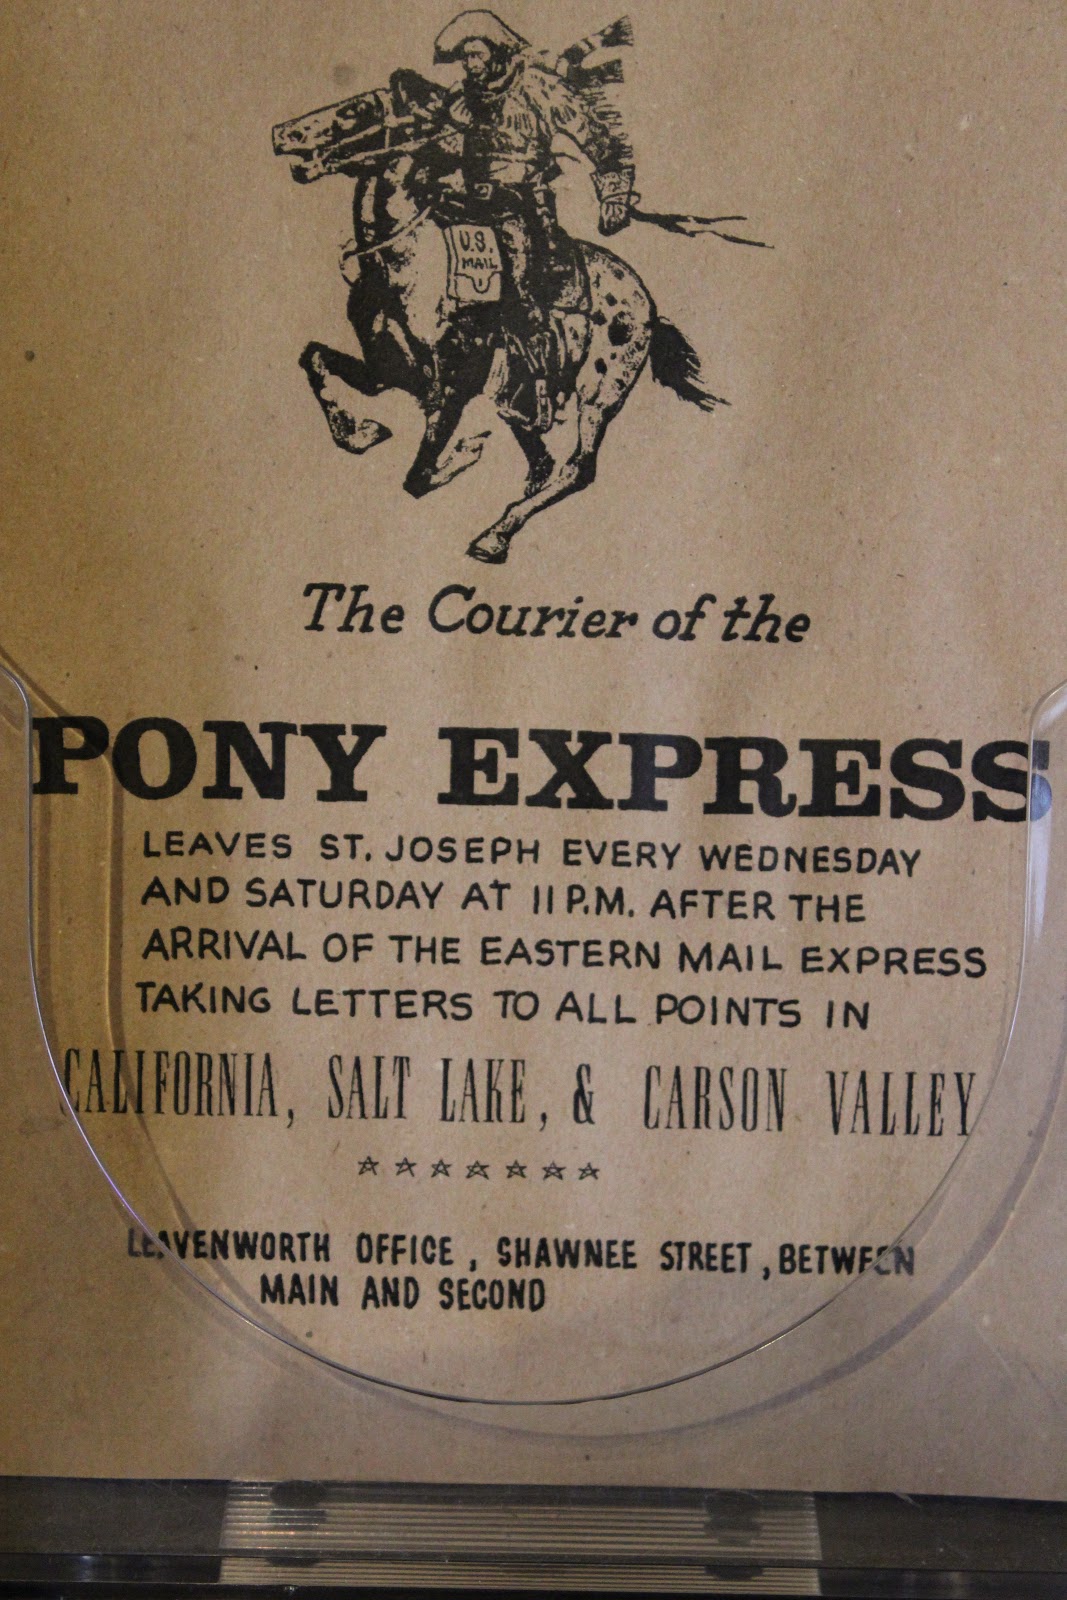 U.S.
MAIL
The Courier of the
PONY EXPRESS
LEAVES ST. JOSEPH EVERY WEDNESDAY
AND SATURDAY AT 11 P.M. AFTER THE
ARRIVAL OF THE EASTERN MAIL EXPRESS
TAKING LETTERS TO ALL POINTS IN
CALIFORNIA, SALT LAKE, & CARSON VALLEY
LEAVENWORTH OFFICE, SHAWNEE STREET, BETWEEN
MAIN AND SECOND